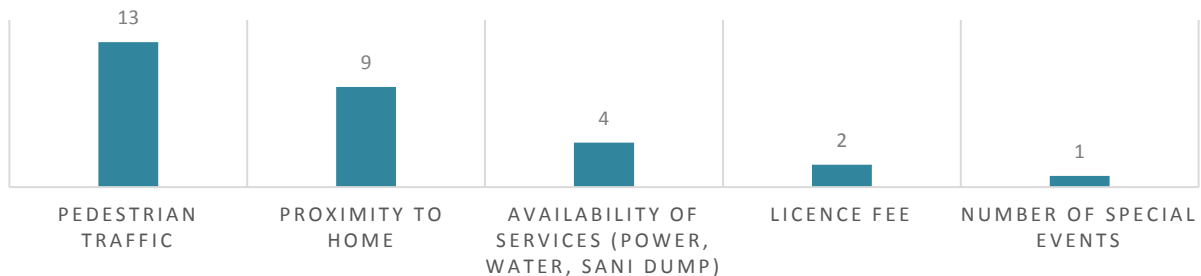 13
9
4
2
1
PEDESTRIAN
TRAFFIC
PROXIMITY TO
HOME
AVAILABILITY OF
SERVICES (POWER,
WATER, SANI DUMP)
LICENCE FEE
NUMBER OF SPECIAL
EVENTS